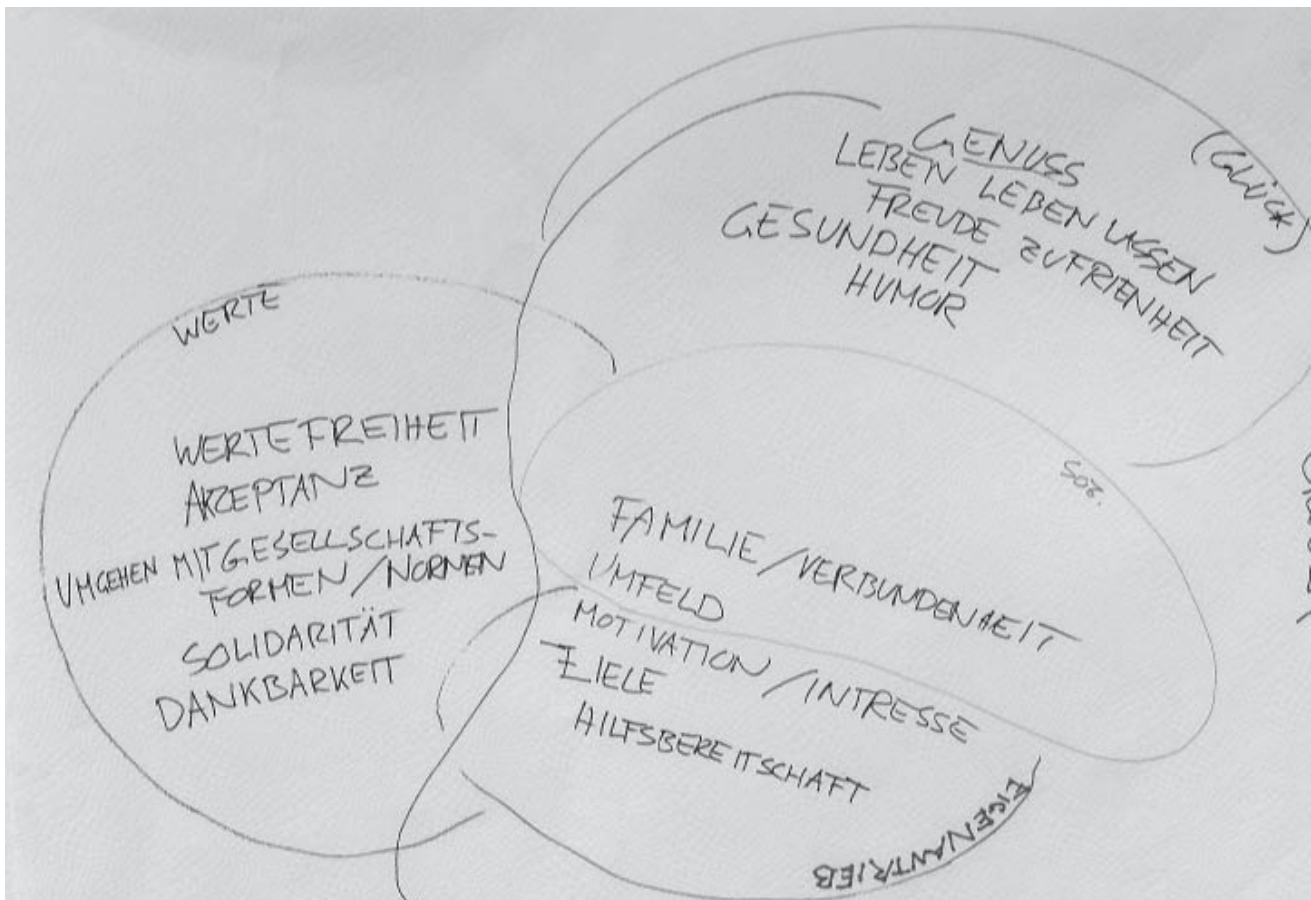 WERTE
WERTEFREIHEIT
AKZEPTANZ
UMGEHEN MIT GESELLSCHAFTS-
FORMEN / NORMEN
SOLIDARITÄT
DANKBARKEIT
GENUSS
LEBEN LEBEN LASSEN
FREUDE ZUFRIENHEIT
GESUNDHEIT
HUMOR
(GLÜCK)
SOZ.
FAMILIE / VERBUNDENHEIT
UMFELD
MOTIVATION / INTRESSE
ZIELE
HILFSBEREITSCHAFT
EIGENANTRIEB